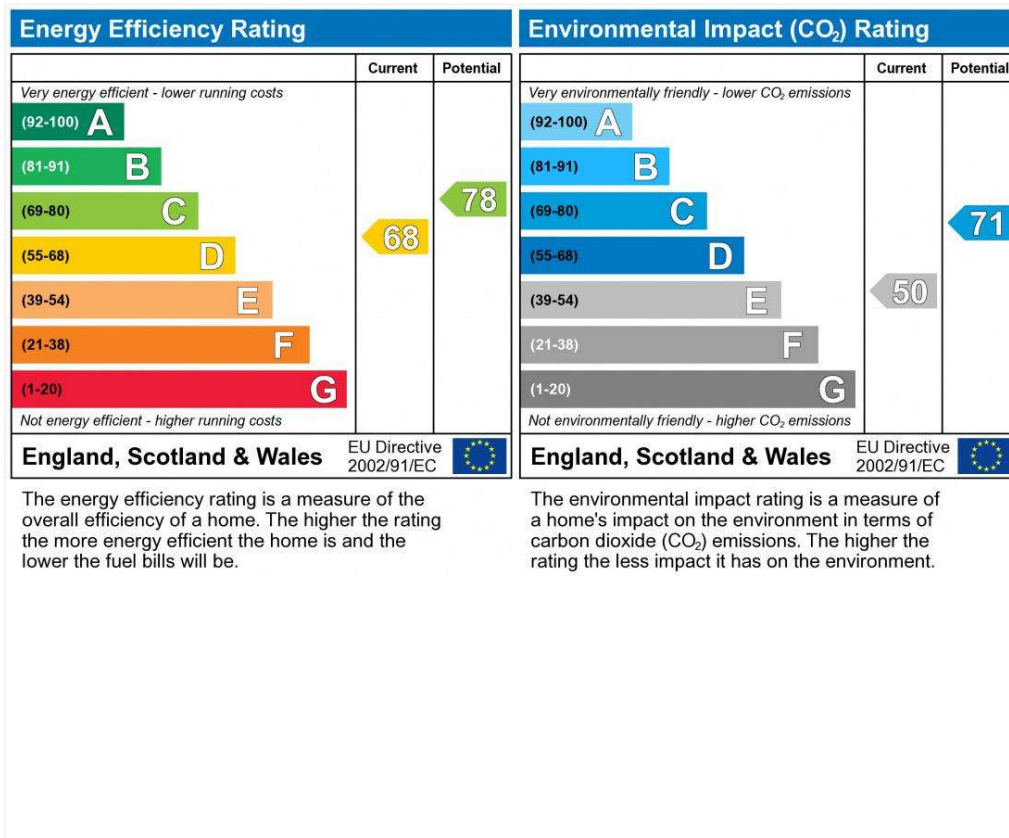 Energy Efficiency Rating
Current Potential
Very energy efficient - lower running costs
(92-100) A
(81-91) B
(69-80) C
(55-68) D
(39-54) E
(21-38) F
(1-20) G
68
78
Not energy efficient - higher running costs
England, Scotland & Wales
EU Directive
2002/91/EC
The energy efficiency rating is a measure of the
overall efficiency of a home. The higher the rating
the more energy efficient the home is and the
lower the fuel bills will be.
Environmental Impact (CO₂) Rating
Current Potential
Very environmentally friendly - lower CO₂ emissions
(92-100) A
(81-91) B
(69-80) C
(55-68) D
(39-54) E
(21-38) F
(1-20) G
50
71
Not environmentally friendly - higher CO₂ emissions
England, Scotland & Wales
EU Directive
2002/91/EC
The environmental impact rating is a measure of
a home's impact on the environment in terms of
carbon dioxide (CO₂) emissions. The higher the
rating the less impact it has on the environment.